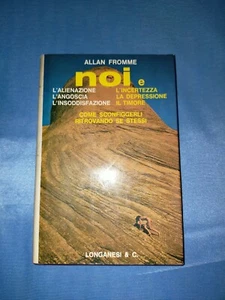 ALLAN FROMME
noi e
L'ALIENAZIONE
L'ANGOSCIA
L'INSODDISFAZIONE
L'INCERTEZZA
LA DEPRESSIONE
IL TIMORE
COME SCONFIGGERLI
RITROVANDO SE STESSI
LONGANESI & C.